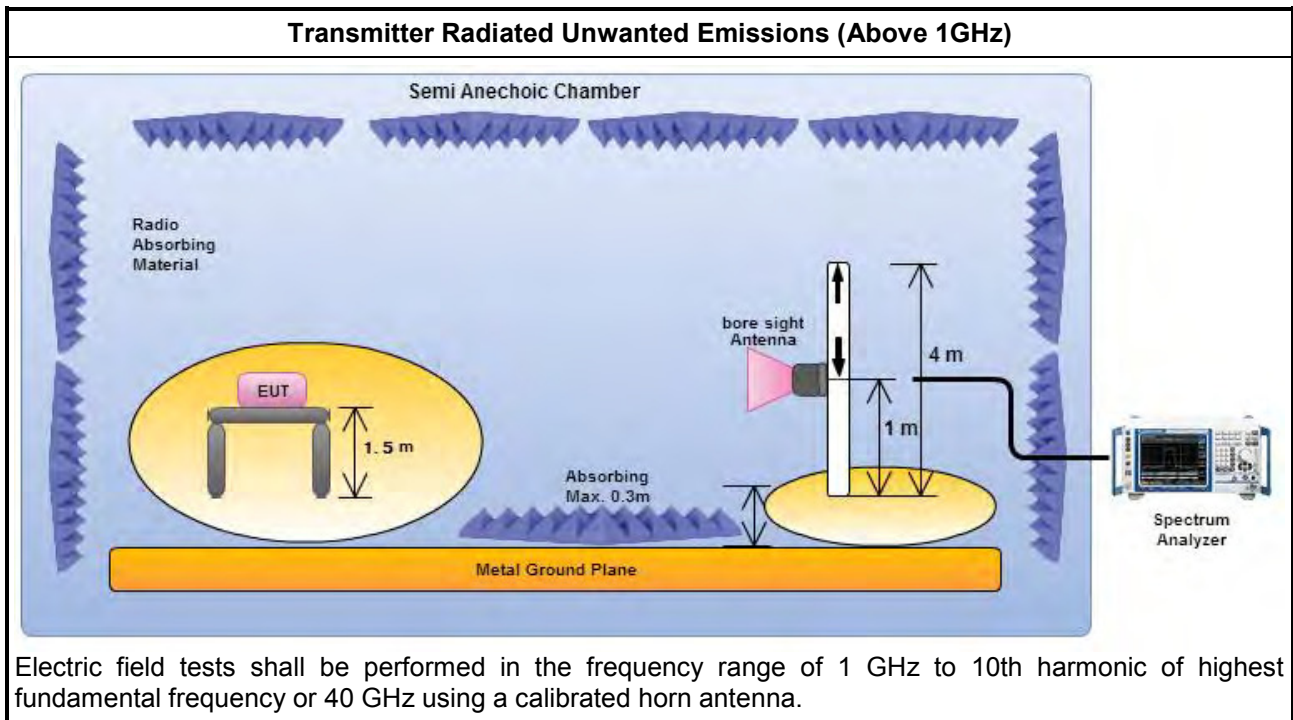 Transmitter Radiated Unwanted Emissions (Above 1GHz)
Semi Anechoic Chamber
Radio
Absorbing
Material
bore sight
Antenna
4 m
EUT
1.5 m
1 m
Absorbing
Max. 0.3m
Spectrum
Analyzer
Metal Ground Plane
Electric field tests shall be performed in the frequency range of 1 GHz to 10th harmonic of highest
fundamental frequency or 40 GHz using a calibrated horn antenna.